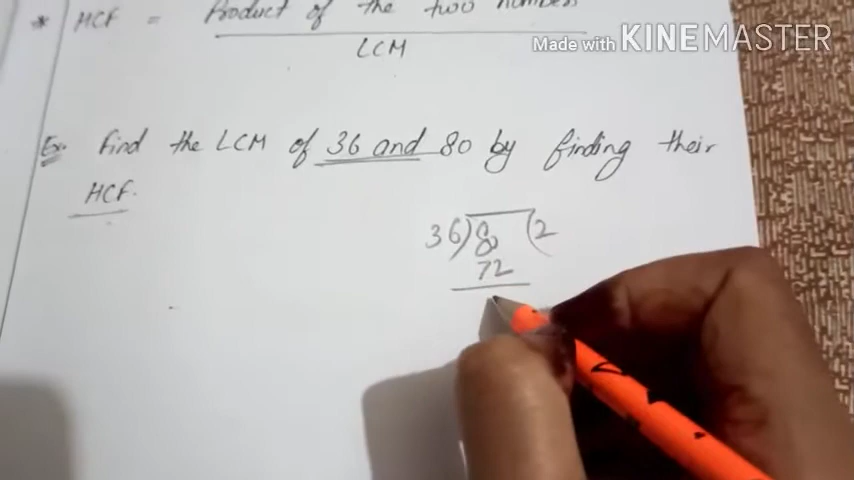 * HCF = Product of the two numbers
LCM
Made with KINEMASTER
Ex. Find the LCM of 36 and 80 by finding their
HCF.
36)8 (2
72